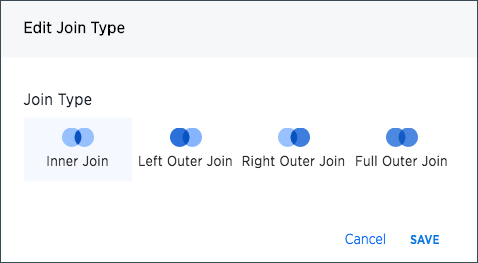 Edit Join Type
Join Type
Inner Join Left Outer Join Right Outer Join Full Outer Join
Cancel SAVE